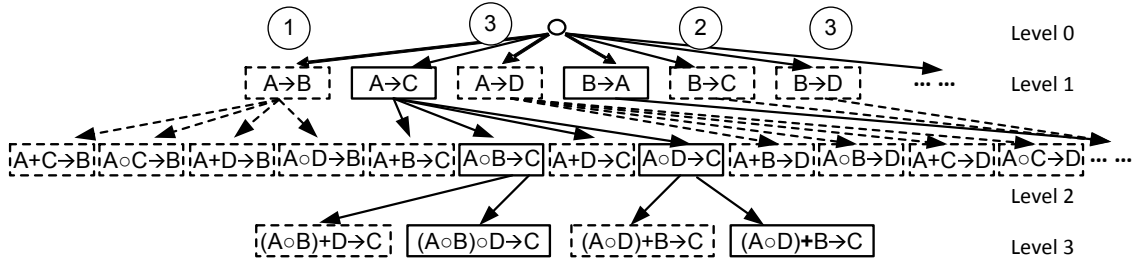 1 3 2 3 Level 0
A→B A→C A→D B→A B→C B→D ... ... Level 1
A+C→B A○C→B A+D→B A○D→B A+B→C A○B→C A+D→C A○D→C A+B→D A○B→D A+C→D A○C→D ... ...
Level 2
(A○B)+D→C (A○B)○D→C (A○D)+B→C (A○D)+B→C Level 3